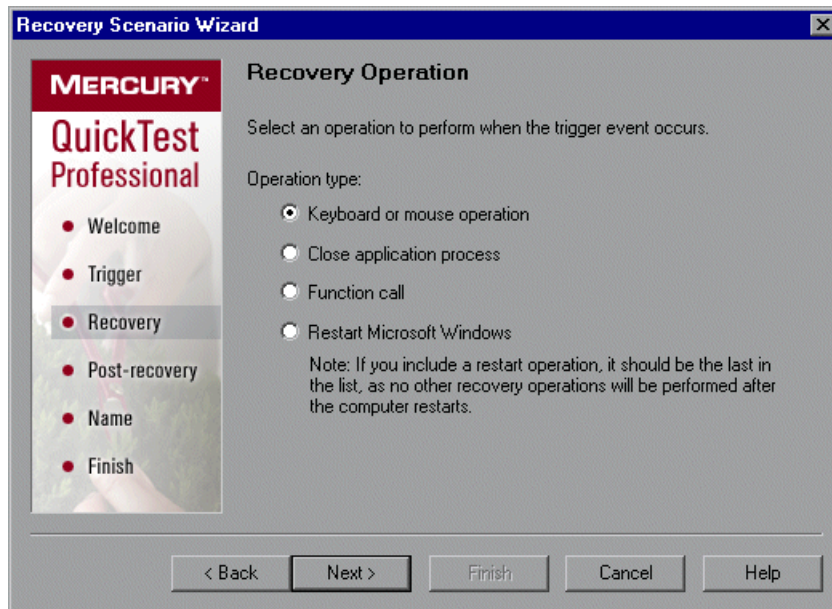 Recovery Scenario Wizard
MERCURY™
QuickTest
Professional
Welcome
Trigger
Recovery
Post-recovery
Name
Finish
Recovery Operation
Select an operation to perform when the trigger event occurs.
Operation type:
Keyboard or mouse operation
Close application process
Function call
Restart Microsoft Windows
Note: If you include a restart operation, it should be the last in
the list, as no other recovery operations will be performed after
the computer restarts.
< Back
Next >
Finish
Cancel
Help